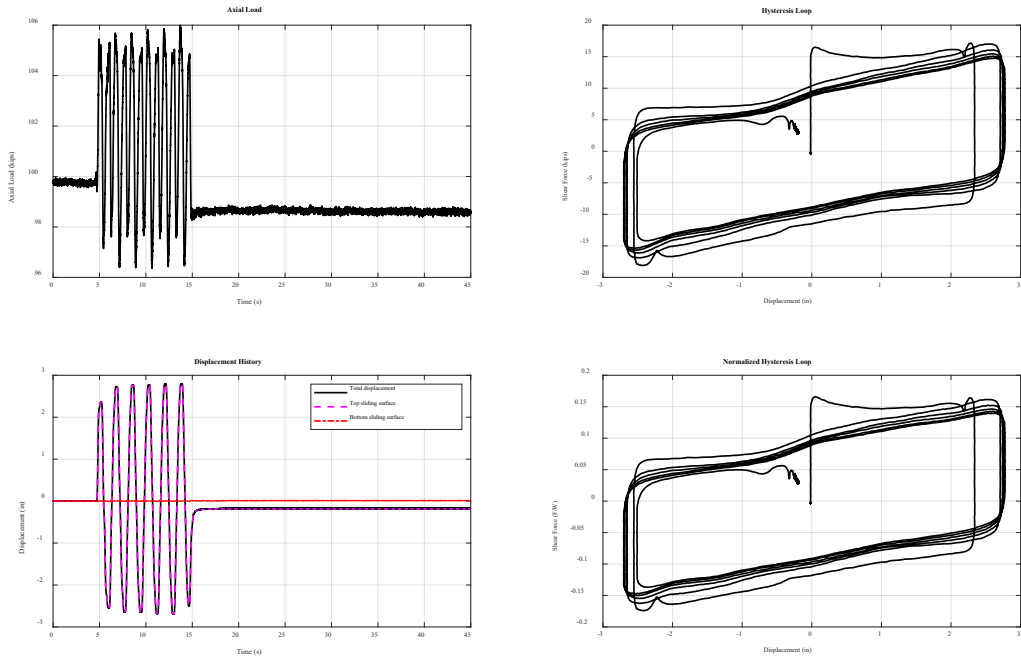 Axial Load
106
104
102
100
98
96
Axial Load (kips)
0 5 10 15 20 25 30 35 40 45
Time (s)
Hysteresis Loop
20
15
10
5
0
-5
-10
-15
-20
Shear Force (kips)
-3 -2 -1 0 1 2 3
Displacement (in)
Displacement History
3
2
1
0
-1
-2
-3
Displacement (in)
Total displacement
Top sliding surface
Bottom sliding surface
0 5 10 15 20 25 30 35 40 45
Time (s)
Normalized Hysteresis Loop
0.2
0.15
0.1
0.05
0
-0.05
-0.1
-0.15
-0.2
Shear Force (F/W)
-3 -2 -1 0 1 2 3
Displacement (in)